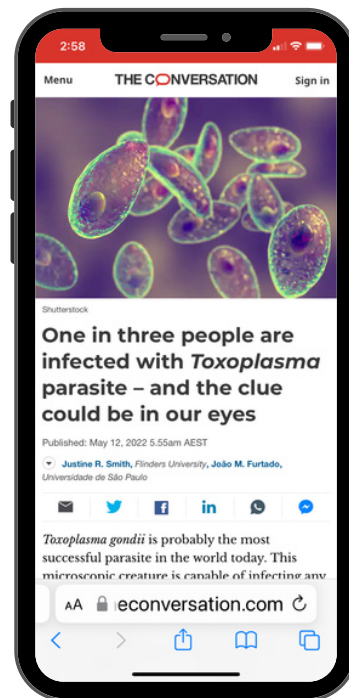 2:58
Menu THE CONVERSATION Sign in
Shutterstock
One in three people are
infected with Toxoplasma
parasite – and the clue
could be in our eyes
Published: May 12, 2022 5.55am AEST
Justine R. Smith, Flinders University, João M. Furtado,
Universidade de São Paulo
Toxoplasma gondii is probably the most
successful parasite in the world today. This
microscopic creature is capable of infecting any
AA econversation.com